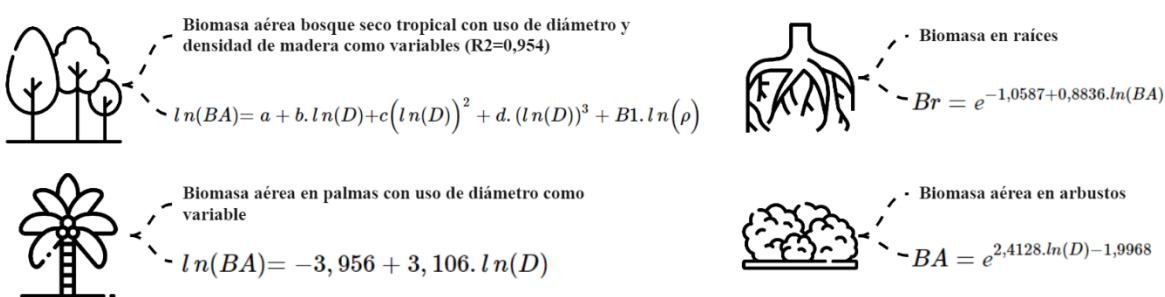 Biomasa aérea bosque seco tropical con uso de diámetro y
densidad de madera como variables (R2=0,954)
ln(BA)= a + b.ln(D)+c(ln(D))^2 + d.(ln(D))^3 + B1.ln(ρ)
Biomasa en raíces
Br = e^{-1,0587+0,8836.ln(BA)}
Biomasa aérea en palmas con uso de diámetro como
variable
ln(BA)= -3,956 + 3,106.ln(D)
Biomasa aérea en arbustos
BA = e^{2,4128.ln(D)-1,9968}